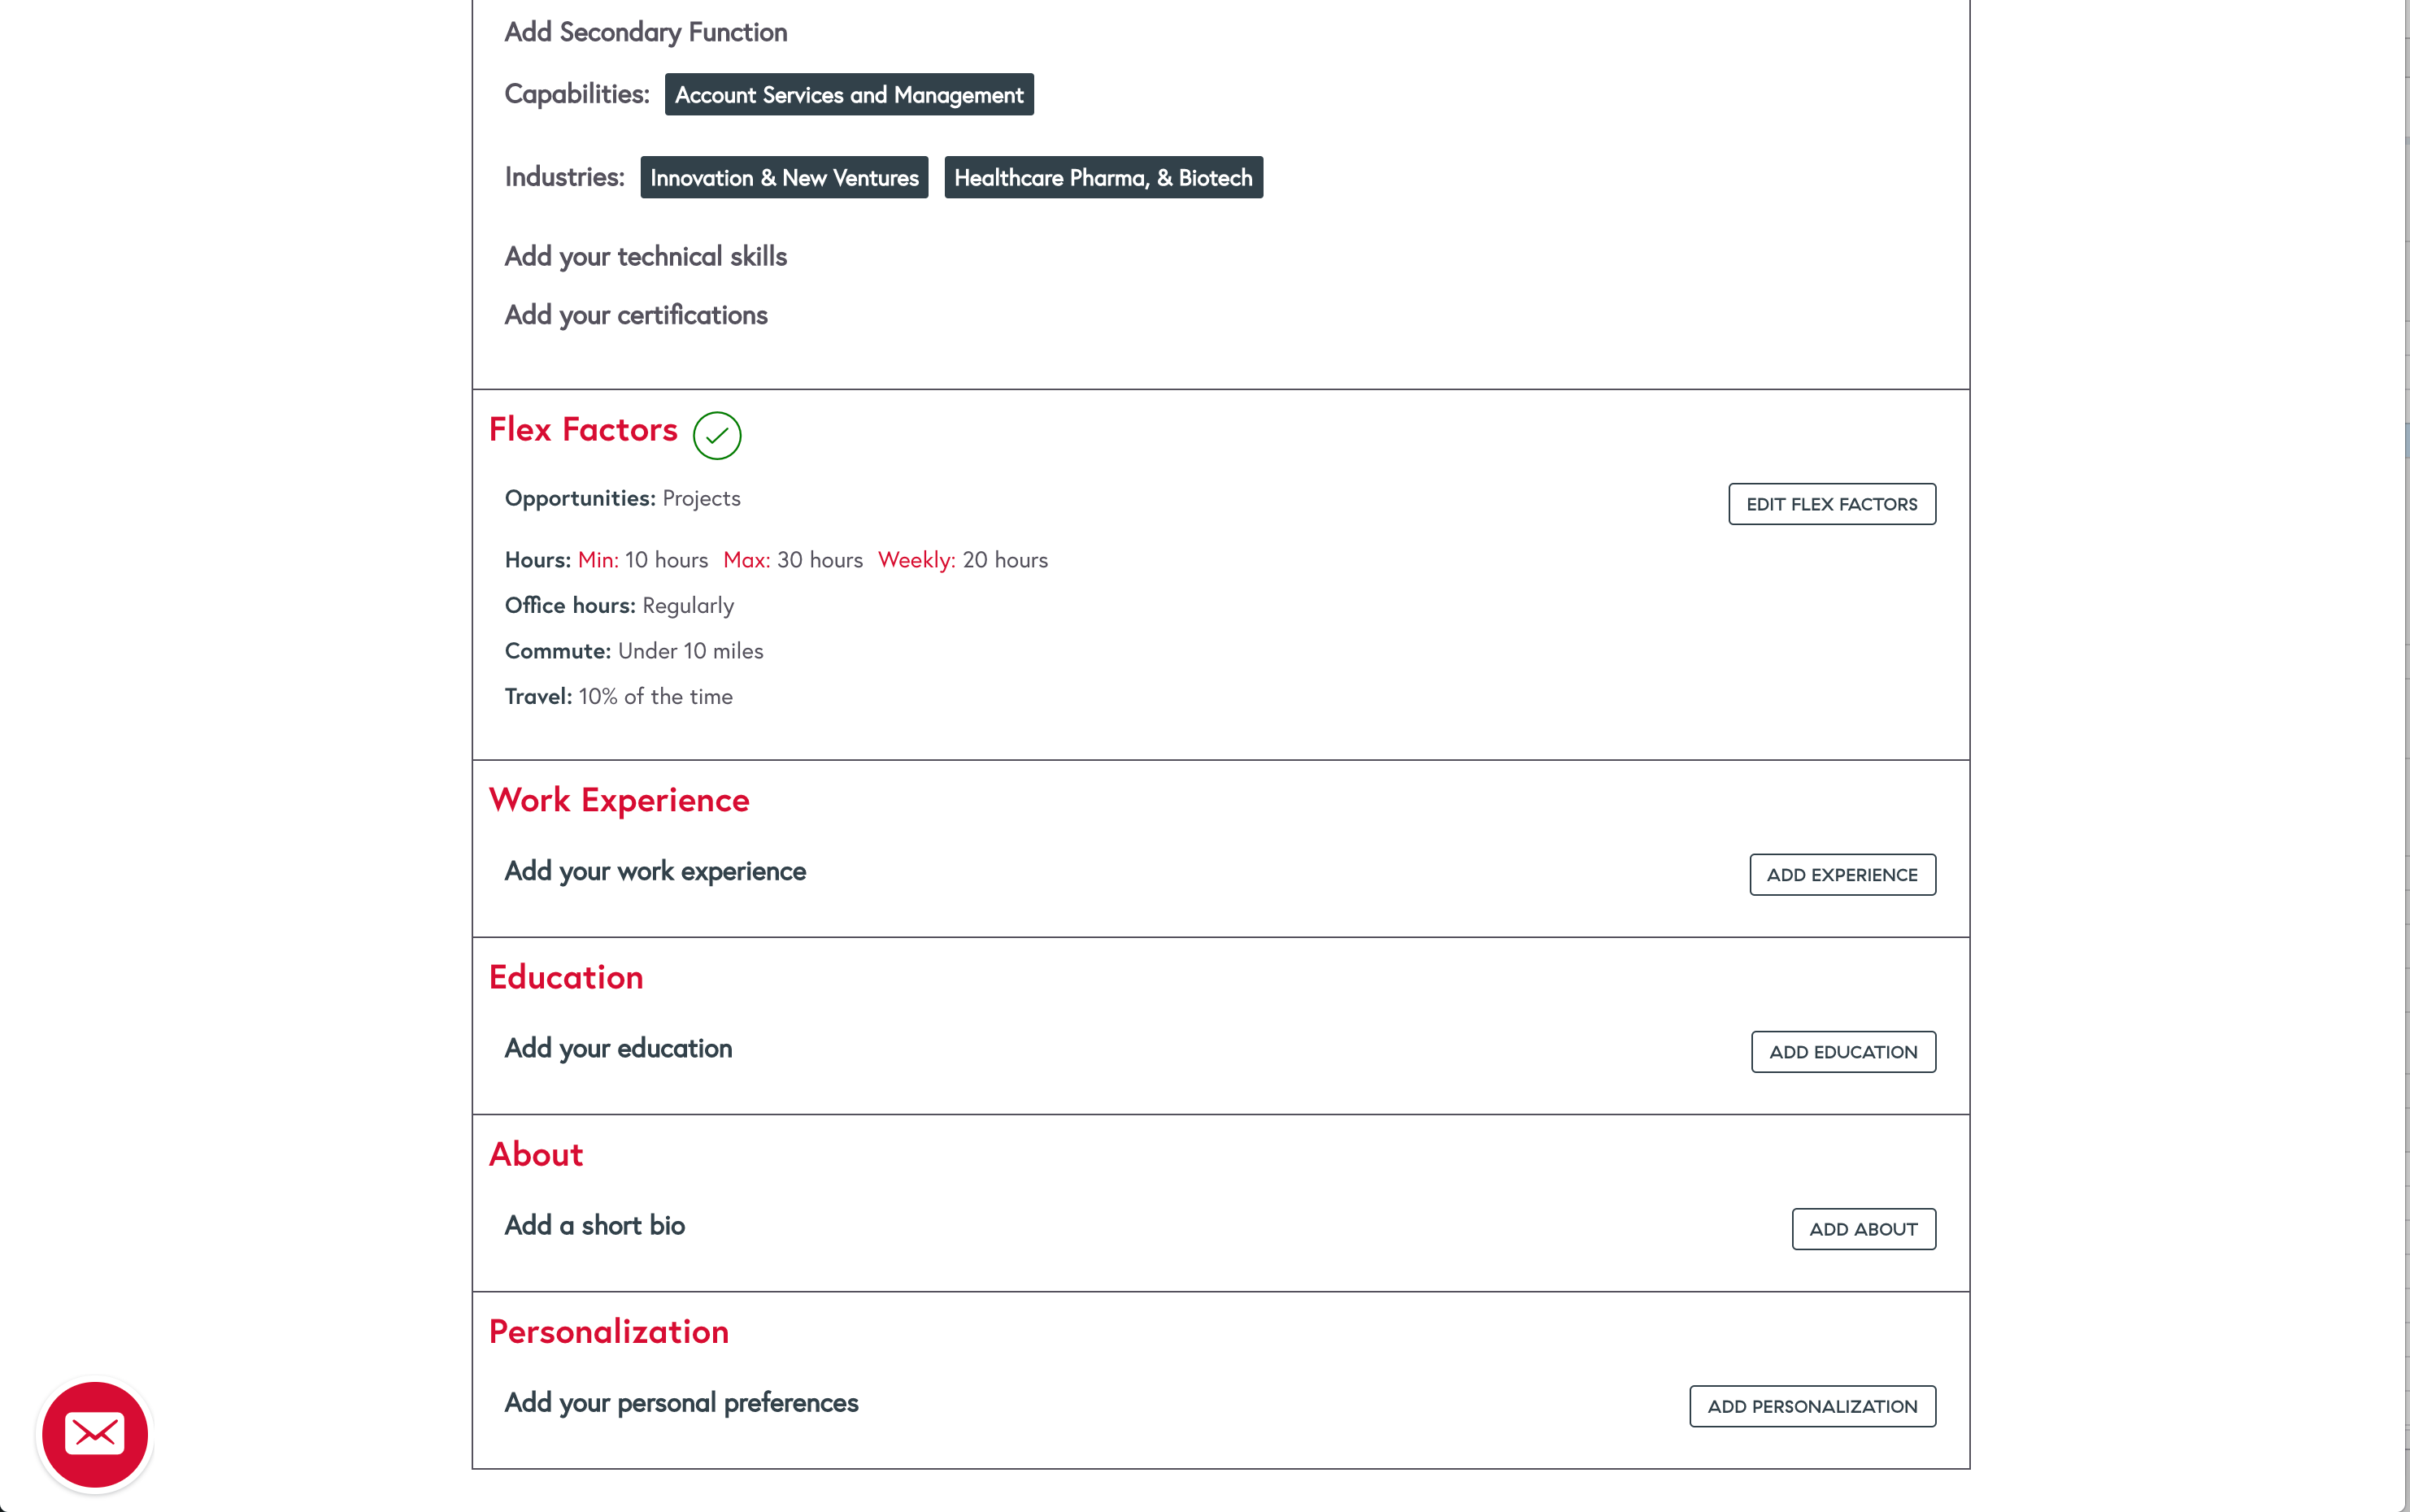 Add Secondary Function
Capabilities: Account Services and Management
Industries: Innovation & New Ventures Healthcare Pharma, & Biotech
Add your technical skills
Add your certifications
Flex Factors
Opportunities: Projects
EDIT FLEX FACTORS
Hours: Min: 10 hours Max: 30 hours Weekly: 20 hours
Office hours: Regularly
Commute: Under 10 miles
Travel: 10% of the time
Work Experience
Add your work experience
ADD EXPERIENCE
Education
Add your education
ADD EDUCATION
About
Add a short bio
ADD ABOUT
Personalization
Add your personal preferences
ADD PERSONALIZATION